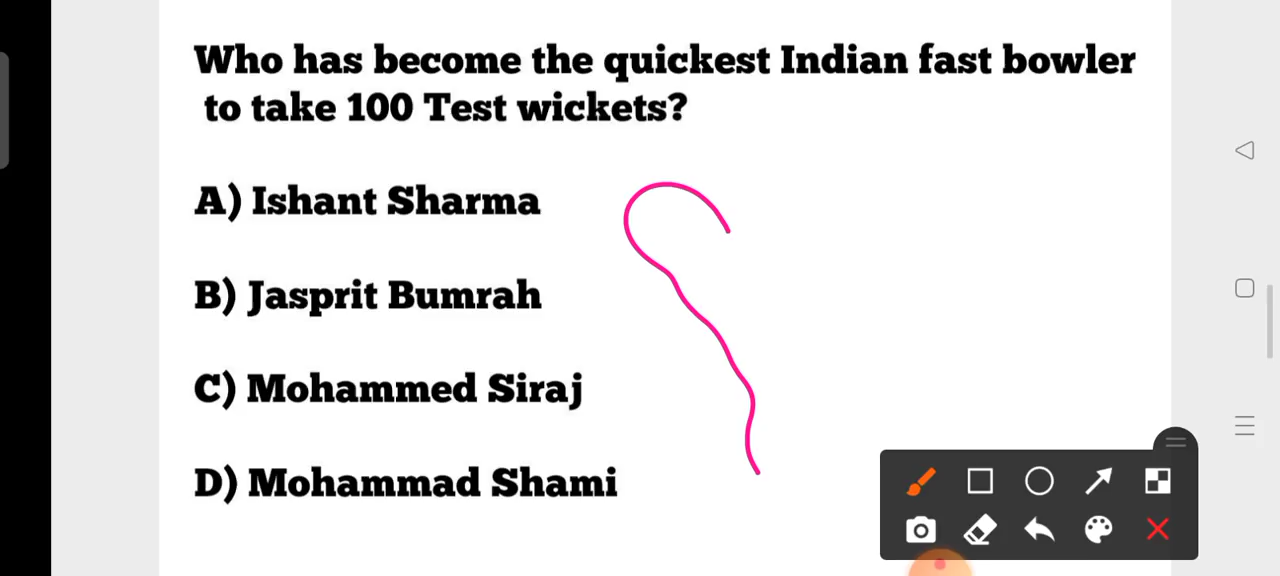 Who has become the quickest Indian fast bowler
to take 100 Test wickets?
A) Ishant Sharma
B) Jasprit Bumrah
C) Mohammed Siraj
D) Mohammad Shami